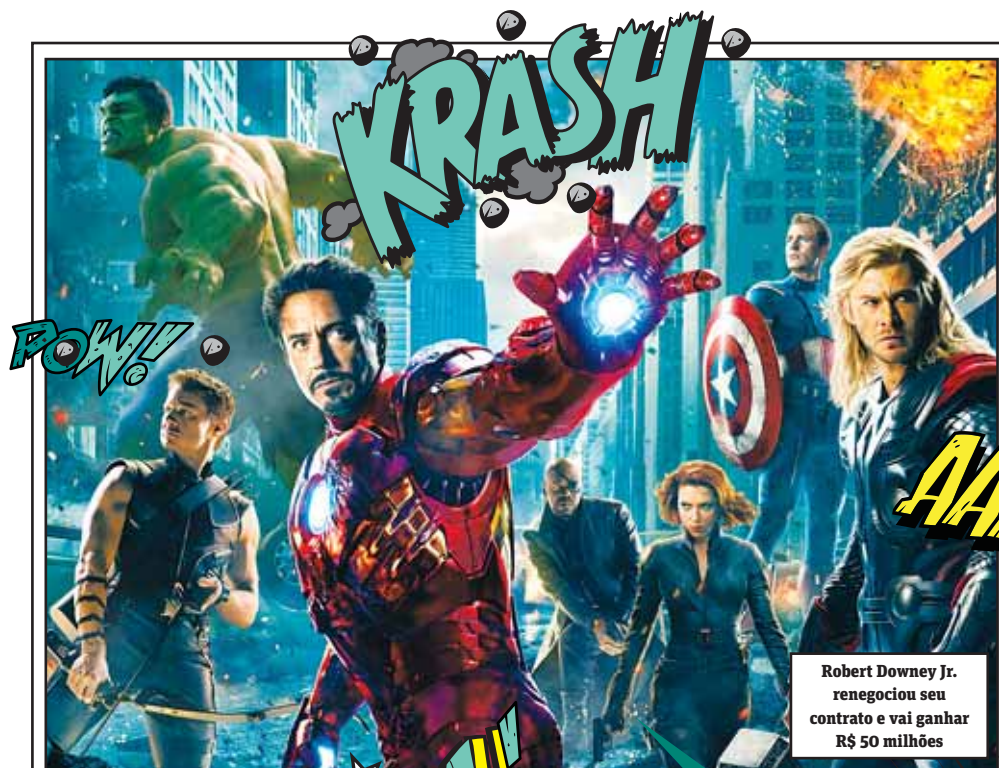 KRASH
POW!
Robert Downey Jr.
renegociou seu
contrato e vai ganhar
R$ 50 milhões